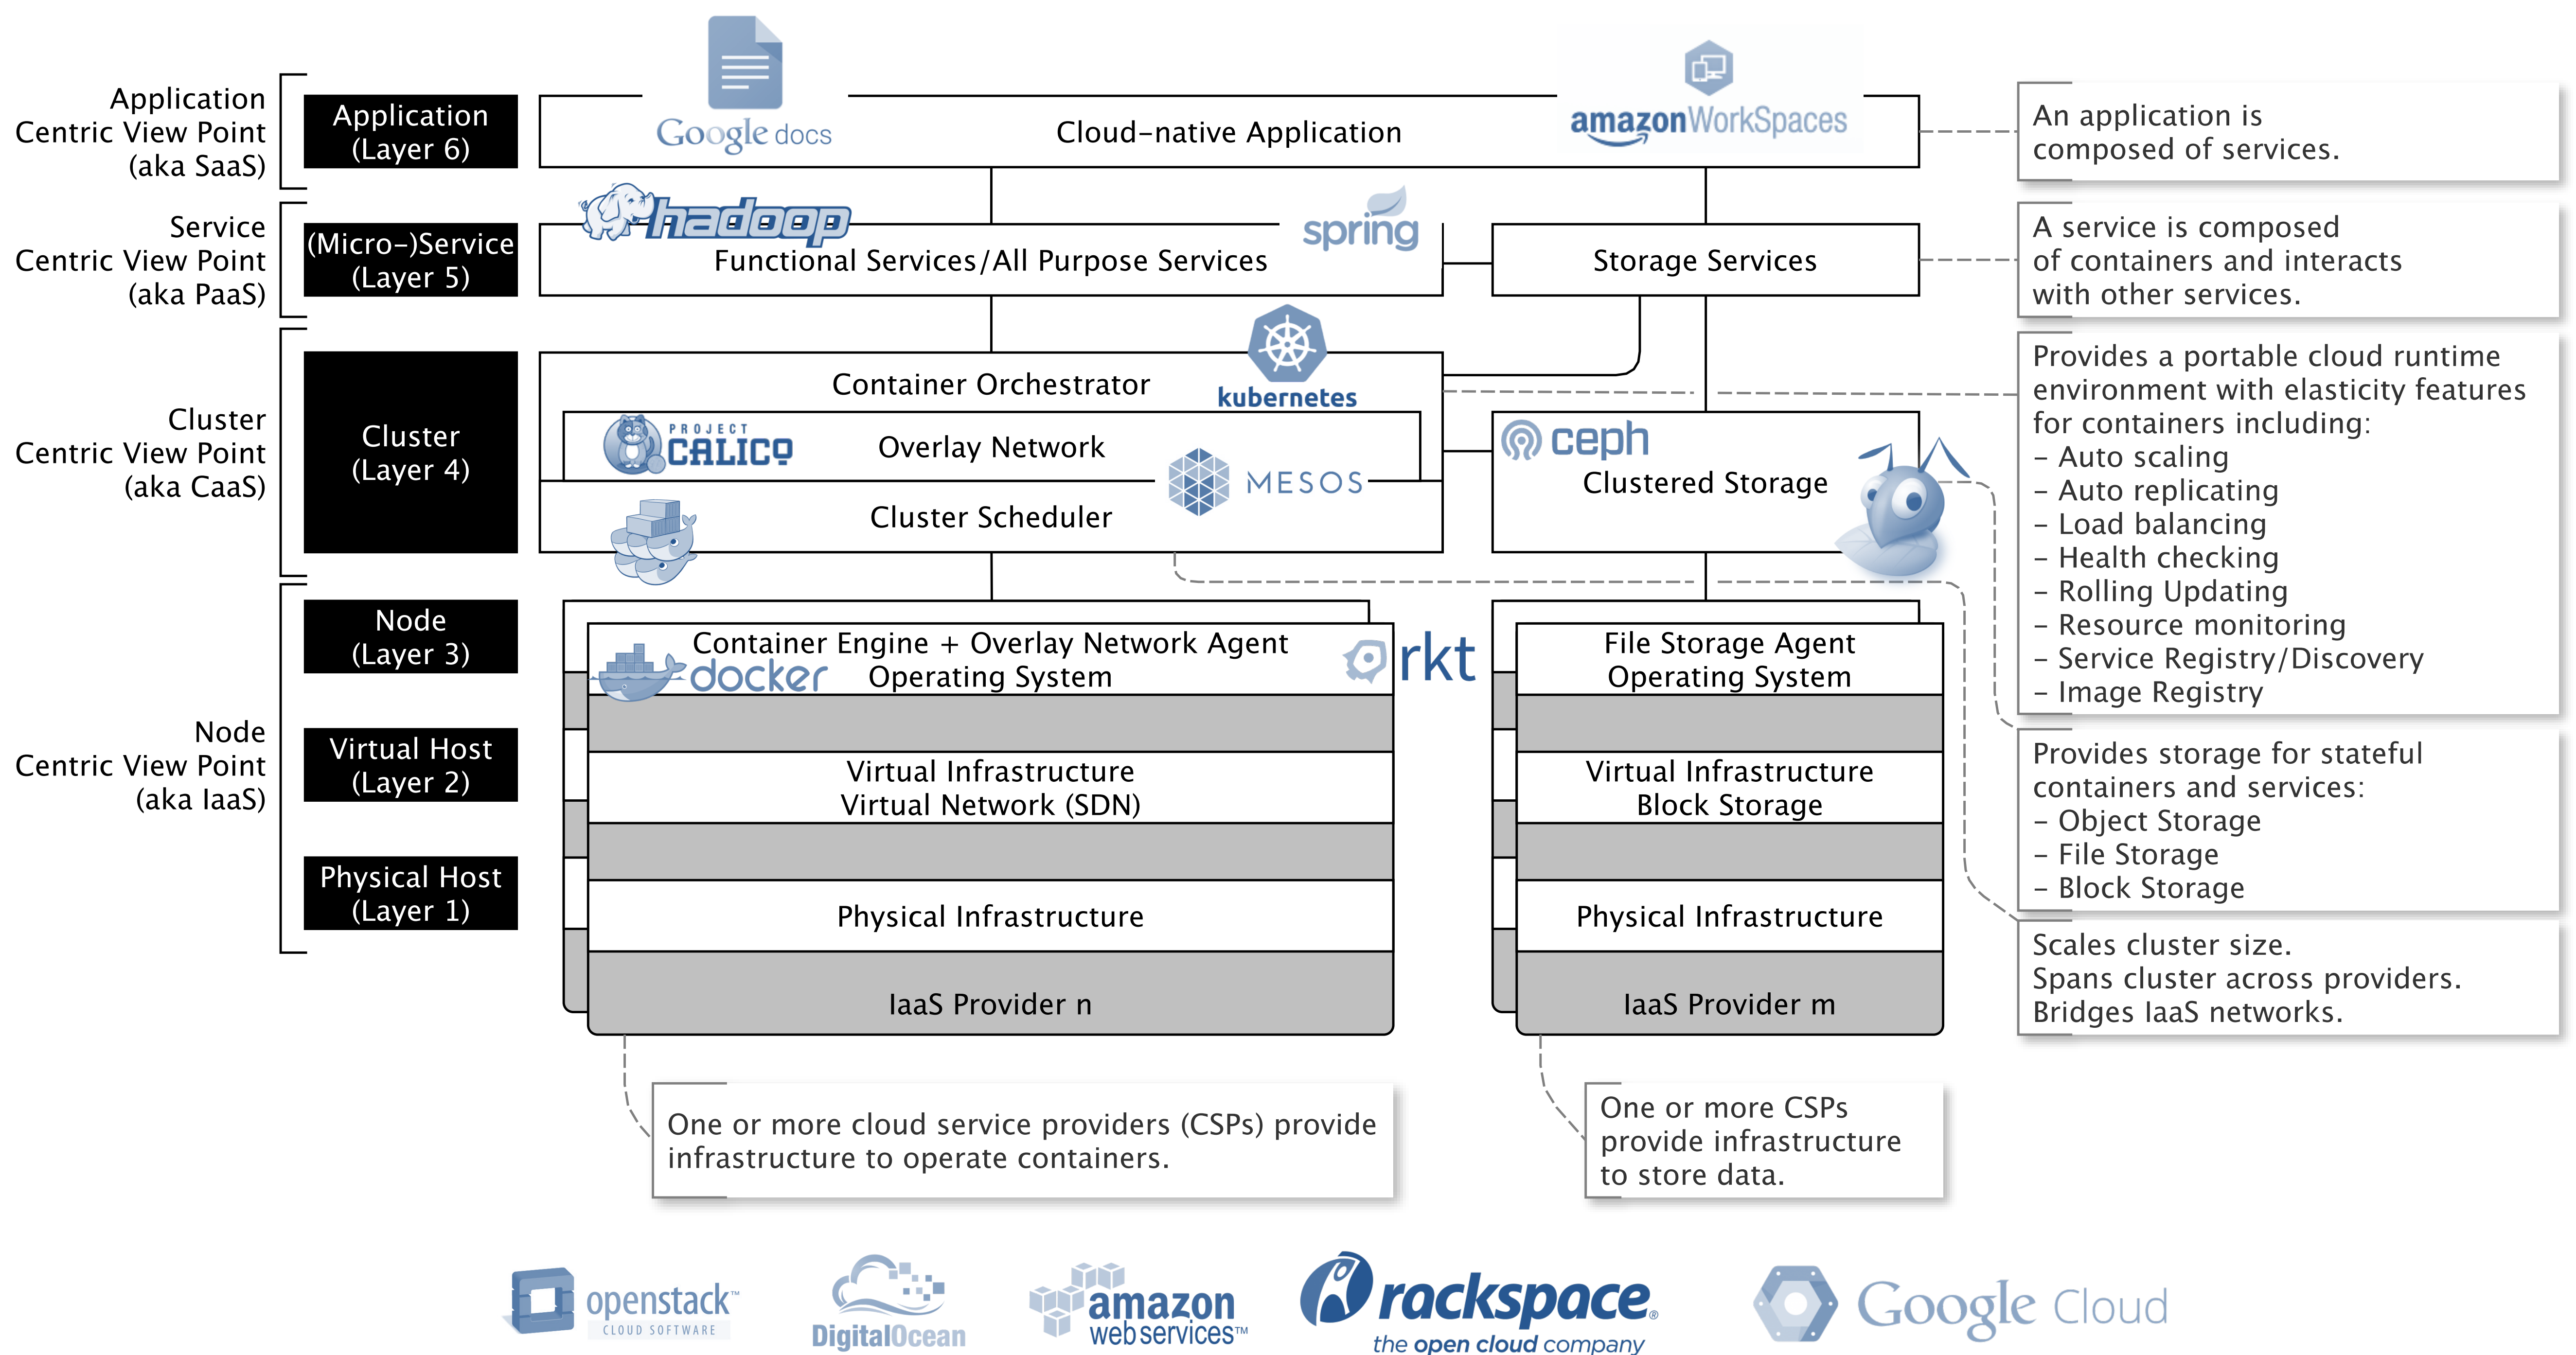 Application
Centric View Point
(aka SaaS)
Application
(Layer 6)
Google docs
Cloud-native Application
amazon WorkSpaces
An application is
composed of services.
Service
Centric View Point
(aka PaaS)
(Micro-)Service
(Layer 5)
hadoop
Functional Services/All Purpose Services
spring
Storage Services
A service is composed
of containers and interacts
with other services.
Cluster
Centric View Point
(aka CaaS)
Cluster
(Layer 4)
Container Orchestrator
kubernetes
PROJECT
CALICO
Overlay Network
MESOS
Cluster Scheduler
ceph
Clustered Storage
Provides a portable cloud runtime
environment with elasticity features
for containers including:
- Auto scaling
- Auto replicating
- Load balancing
- Health checking
- Rolling Updating
- Resource monitoring
- Service Registry/Discovery
- Image Registry
Node
Centric View Point
(aka IaaS)
Node
(Layer 3)
Virtual Host
(Layer 2)
Physical Host
(Layer 1)
Container Engine + Overlay Network Agent
docker
Operating System
rkt
Virtual Infrastructure
Virtual Network (SDN)
Physical Infrastructure
IaaS Provider n
File Storage Agent
Operating System
Virtual Infrastructure
Block Storage
Physical Infrastructure
IaaS Provider m
Provides storage for stateful
containers and services:
- Object Storage
- File Storage
- Block Storage
Scales cluster size.
Spans cluster across providers.
Bridges IaaS networks.
One or more cloud service providers (CSPs) provide
infrastructure to operate containers.
One or more CSPs
provide infrastructure
to store data.
openstack™
CLOUD SOFTWARE
DigitalOcean
amazon
web services™
rackspace®
the open cloud company
Google Cloud